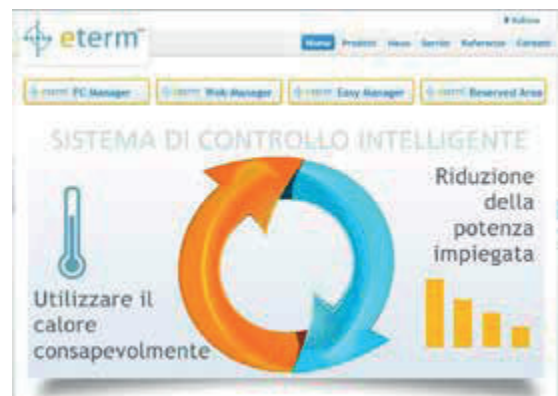 Italiano
eterm
Home Prodotti News Servizi Referenze Contatti
eterm PC Manager eterm Web Manager eterm Easy Manager eterm Reserved Area
SISTEMA DI CONTROLLO INTELLIGENTE
Riduzione
della
potenza
impiegata
Utilizzare il
calore
consapevolmente